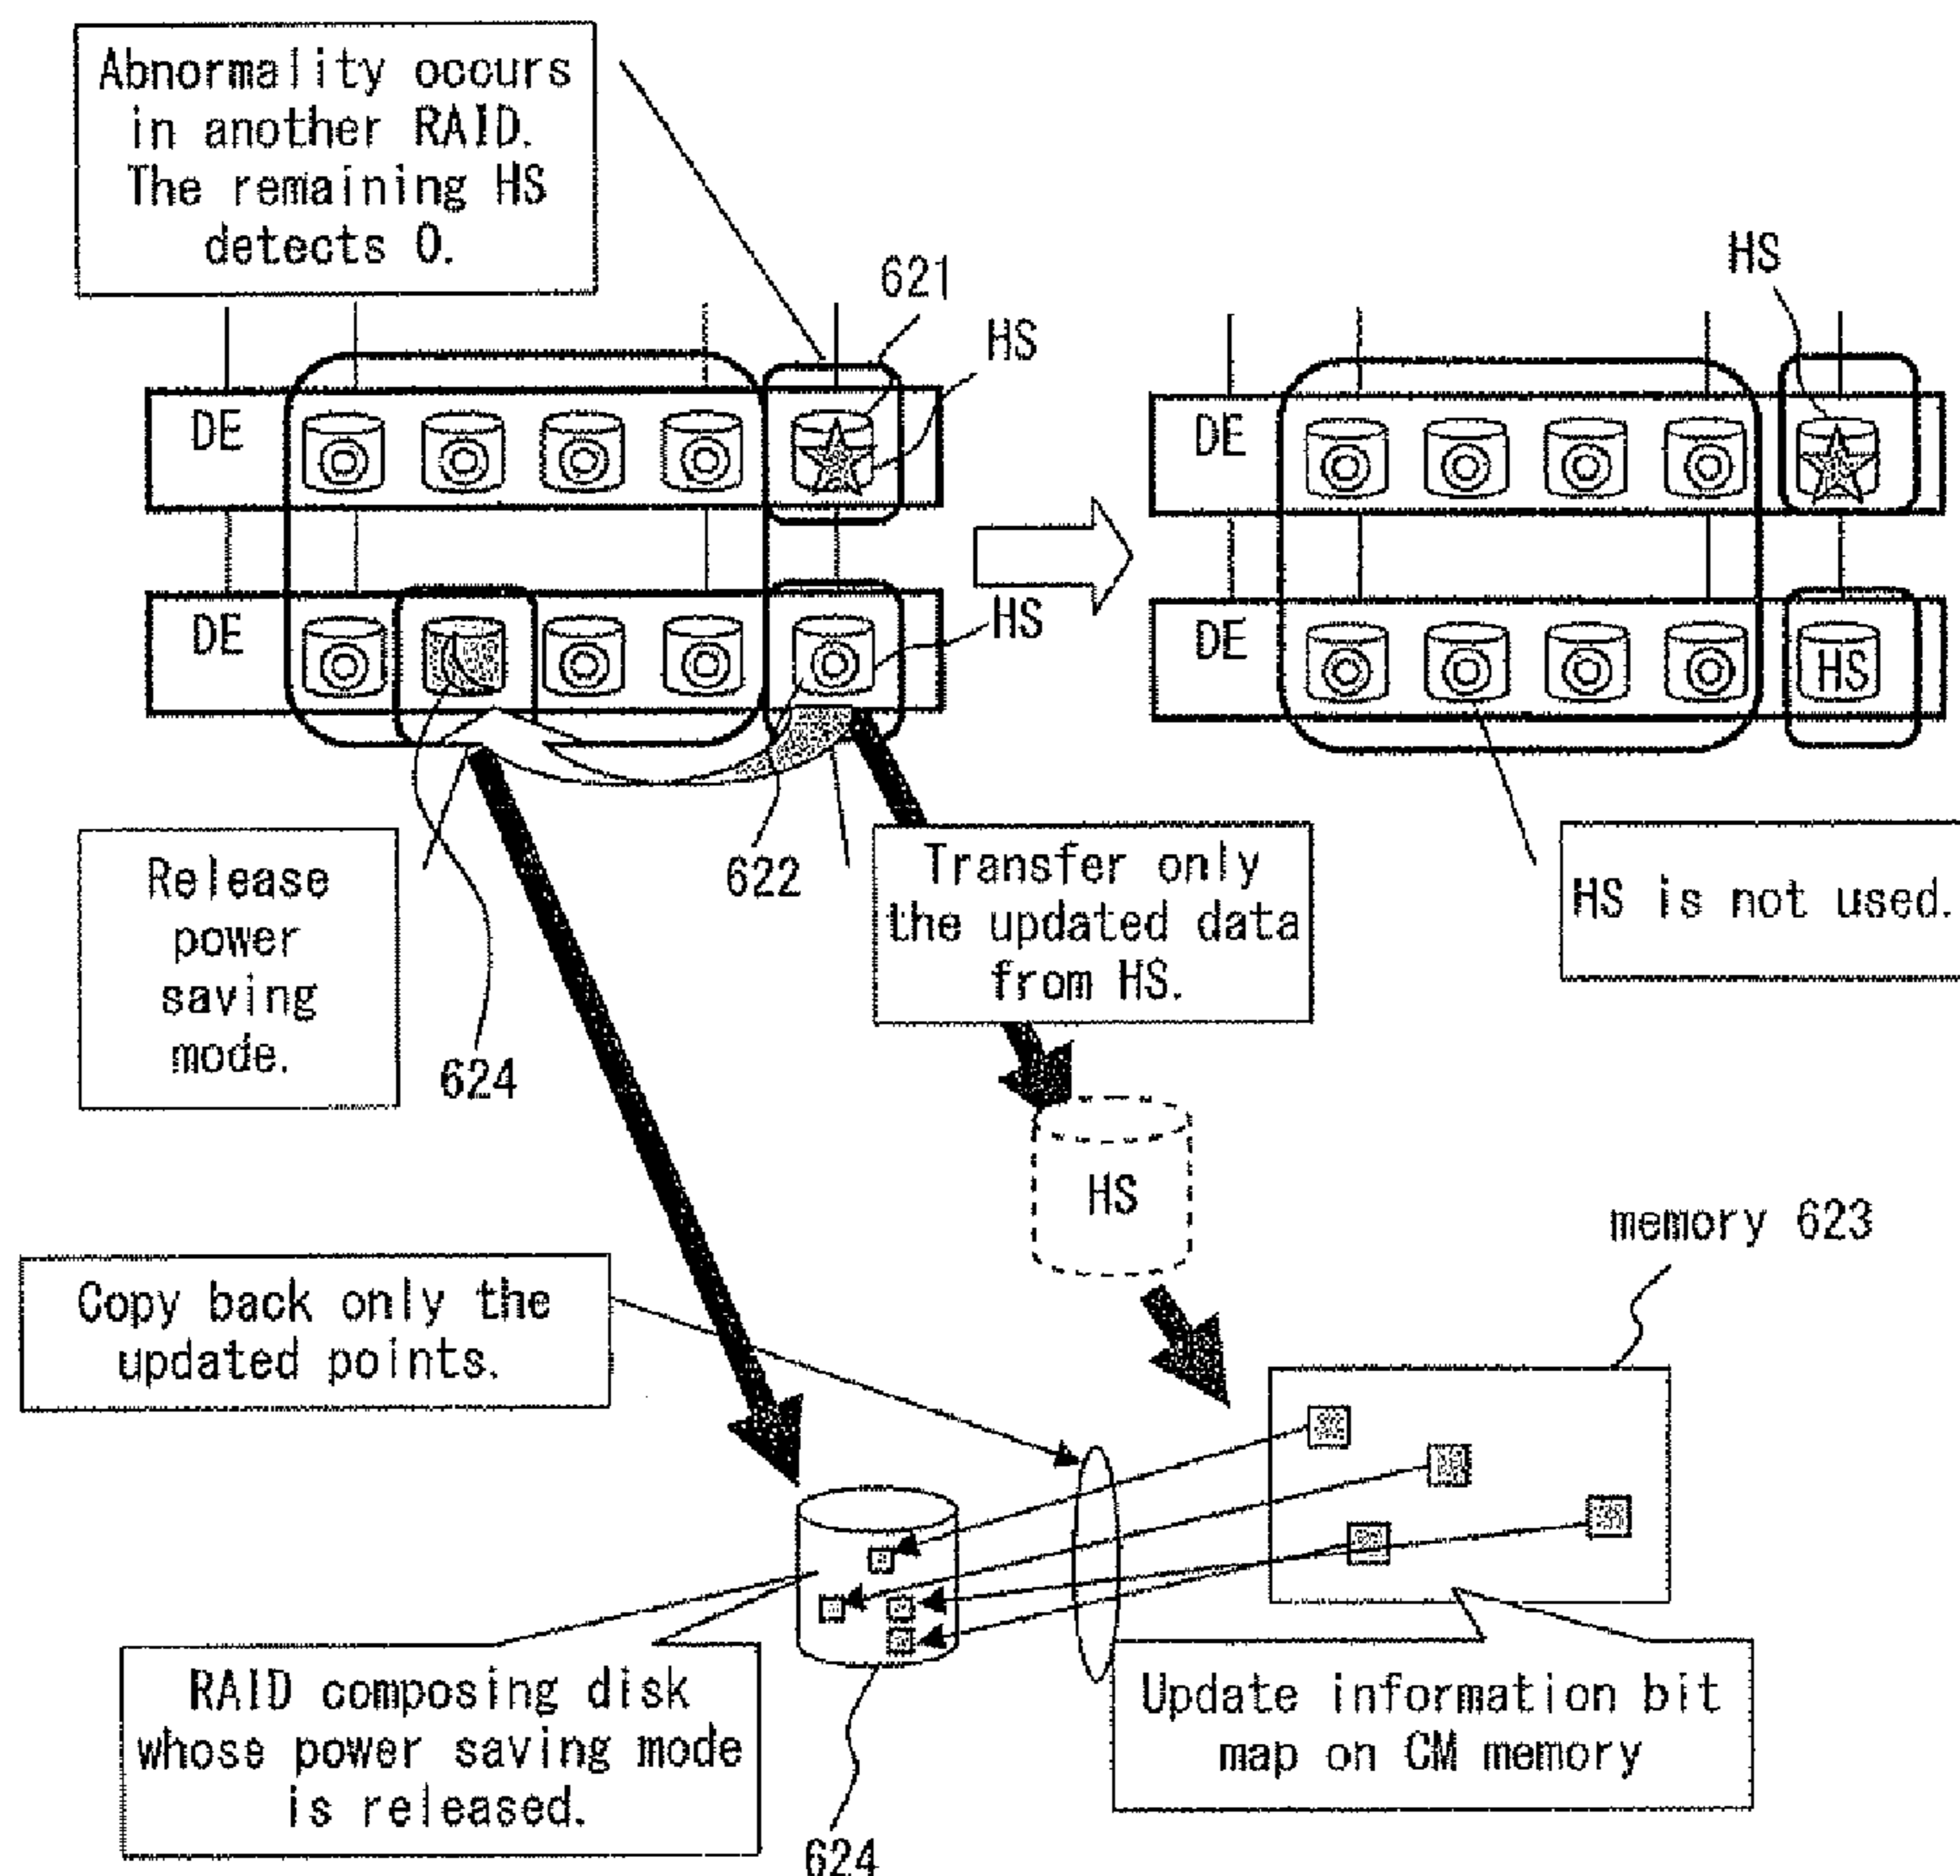 Abnormality occurs
in another RAID.
The remaining HS
detects 0.
621
HS
HS
DE
DE
DE
HS
DE
HS
Release
power
saving
mode.
624
622
Transfer only
the updated data
from HS.
HS is not used.
HS
memory 623
Copy back only the
updated points.
RAID composing disk
whose power saving mode
is released.
Update information bit
map on CM memory
624